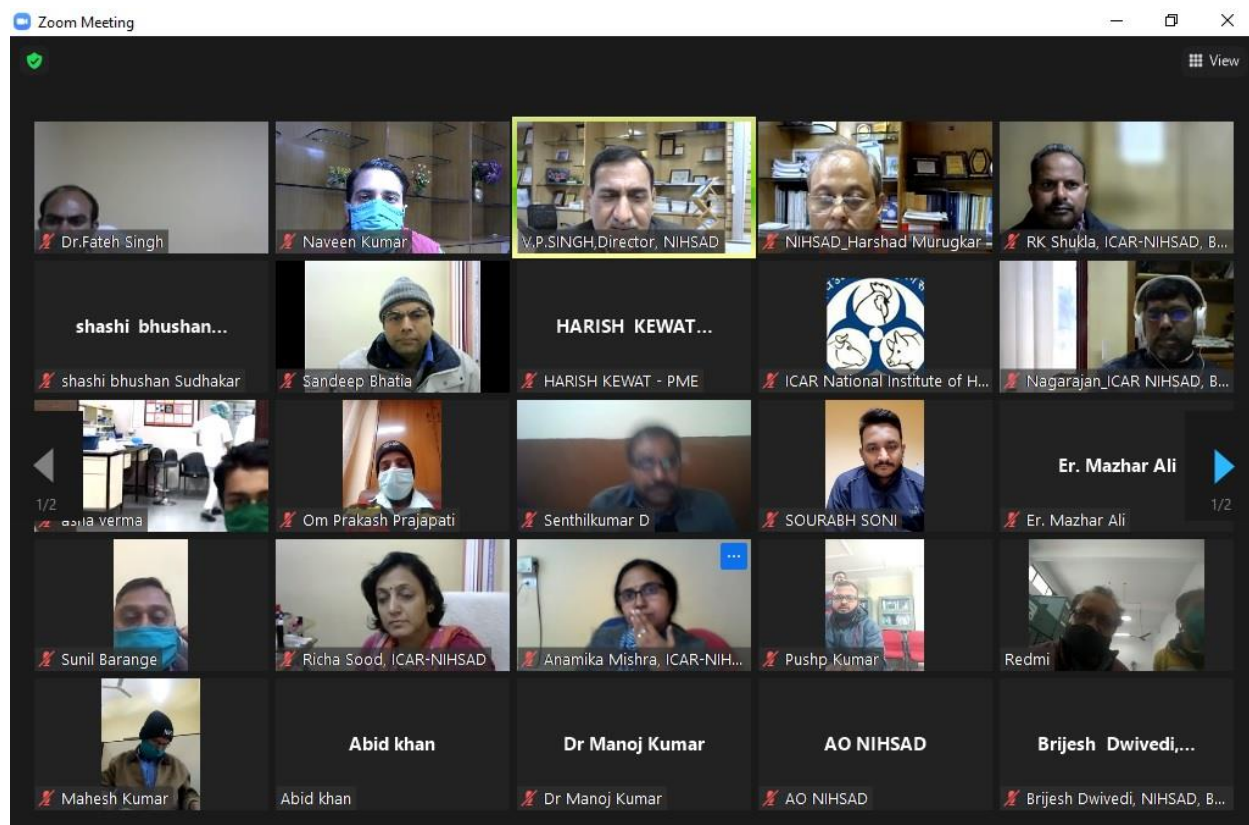 Zoom Meeting
View
Dr.Fateh Singh
Naveen Kumar
V.P.SINGH,Director, NIHSAD
NIHSAD_Harshad Murugkar
RK Shukla, ICAR-NIHSAD, B...
shashi bhushan...
shashi bhushan Sudhakar
Sandeep Bhatia
HARISH KEWAT...
HARISH KEWAT - PME
ICAR National Institute of H...
Nagarajan_ICAR NIHSAD, B...
1/2
asha verma
Om Prakash Prajapati
Senthilkumar D
SOURABH SONI
Er. Mazhar Ali
Er. Mazhar Ali
1/2
Sunil Barange
Richa Sood, ICAR-NIHSAD
Anamika Mishra, ICAR-NIH...
Pushp Kumar
Redmi
Mahesh Kumar
Abid khan
Abid khan
Dr Manoj Kumar
Dr Manoj Kumar
AO NIHSAD
AO NIHSAD
Brijesh Dwivedi,...
Brijesh Dwivedi, NIHSAD, B...